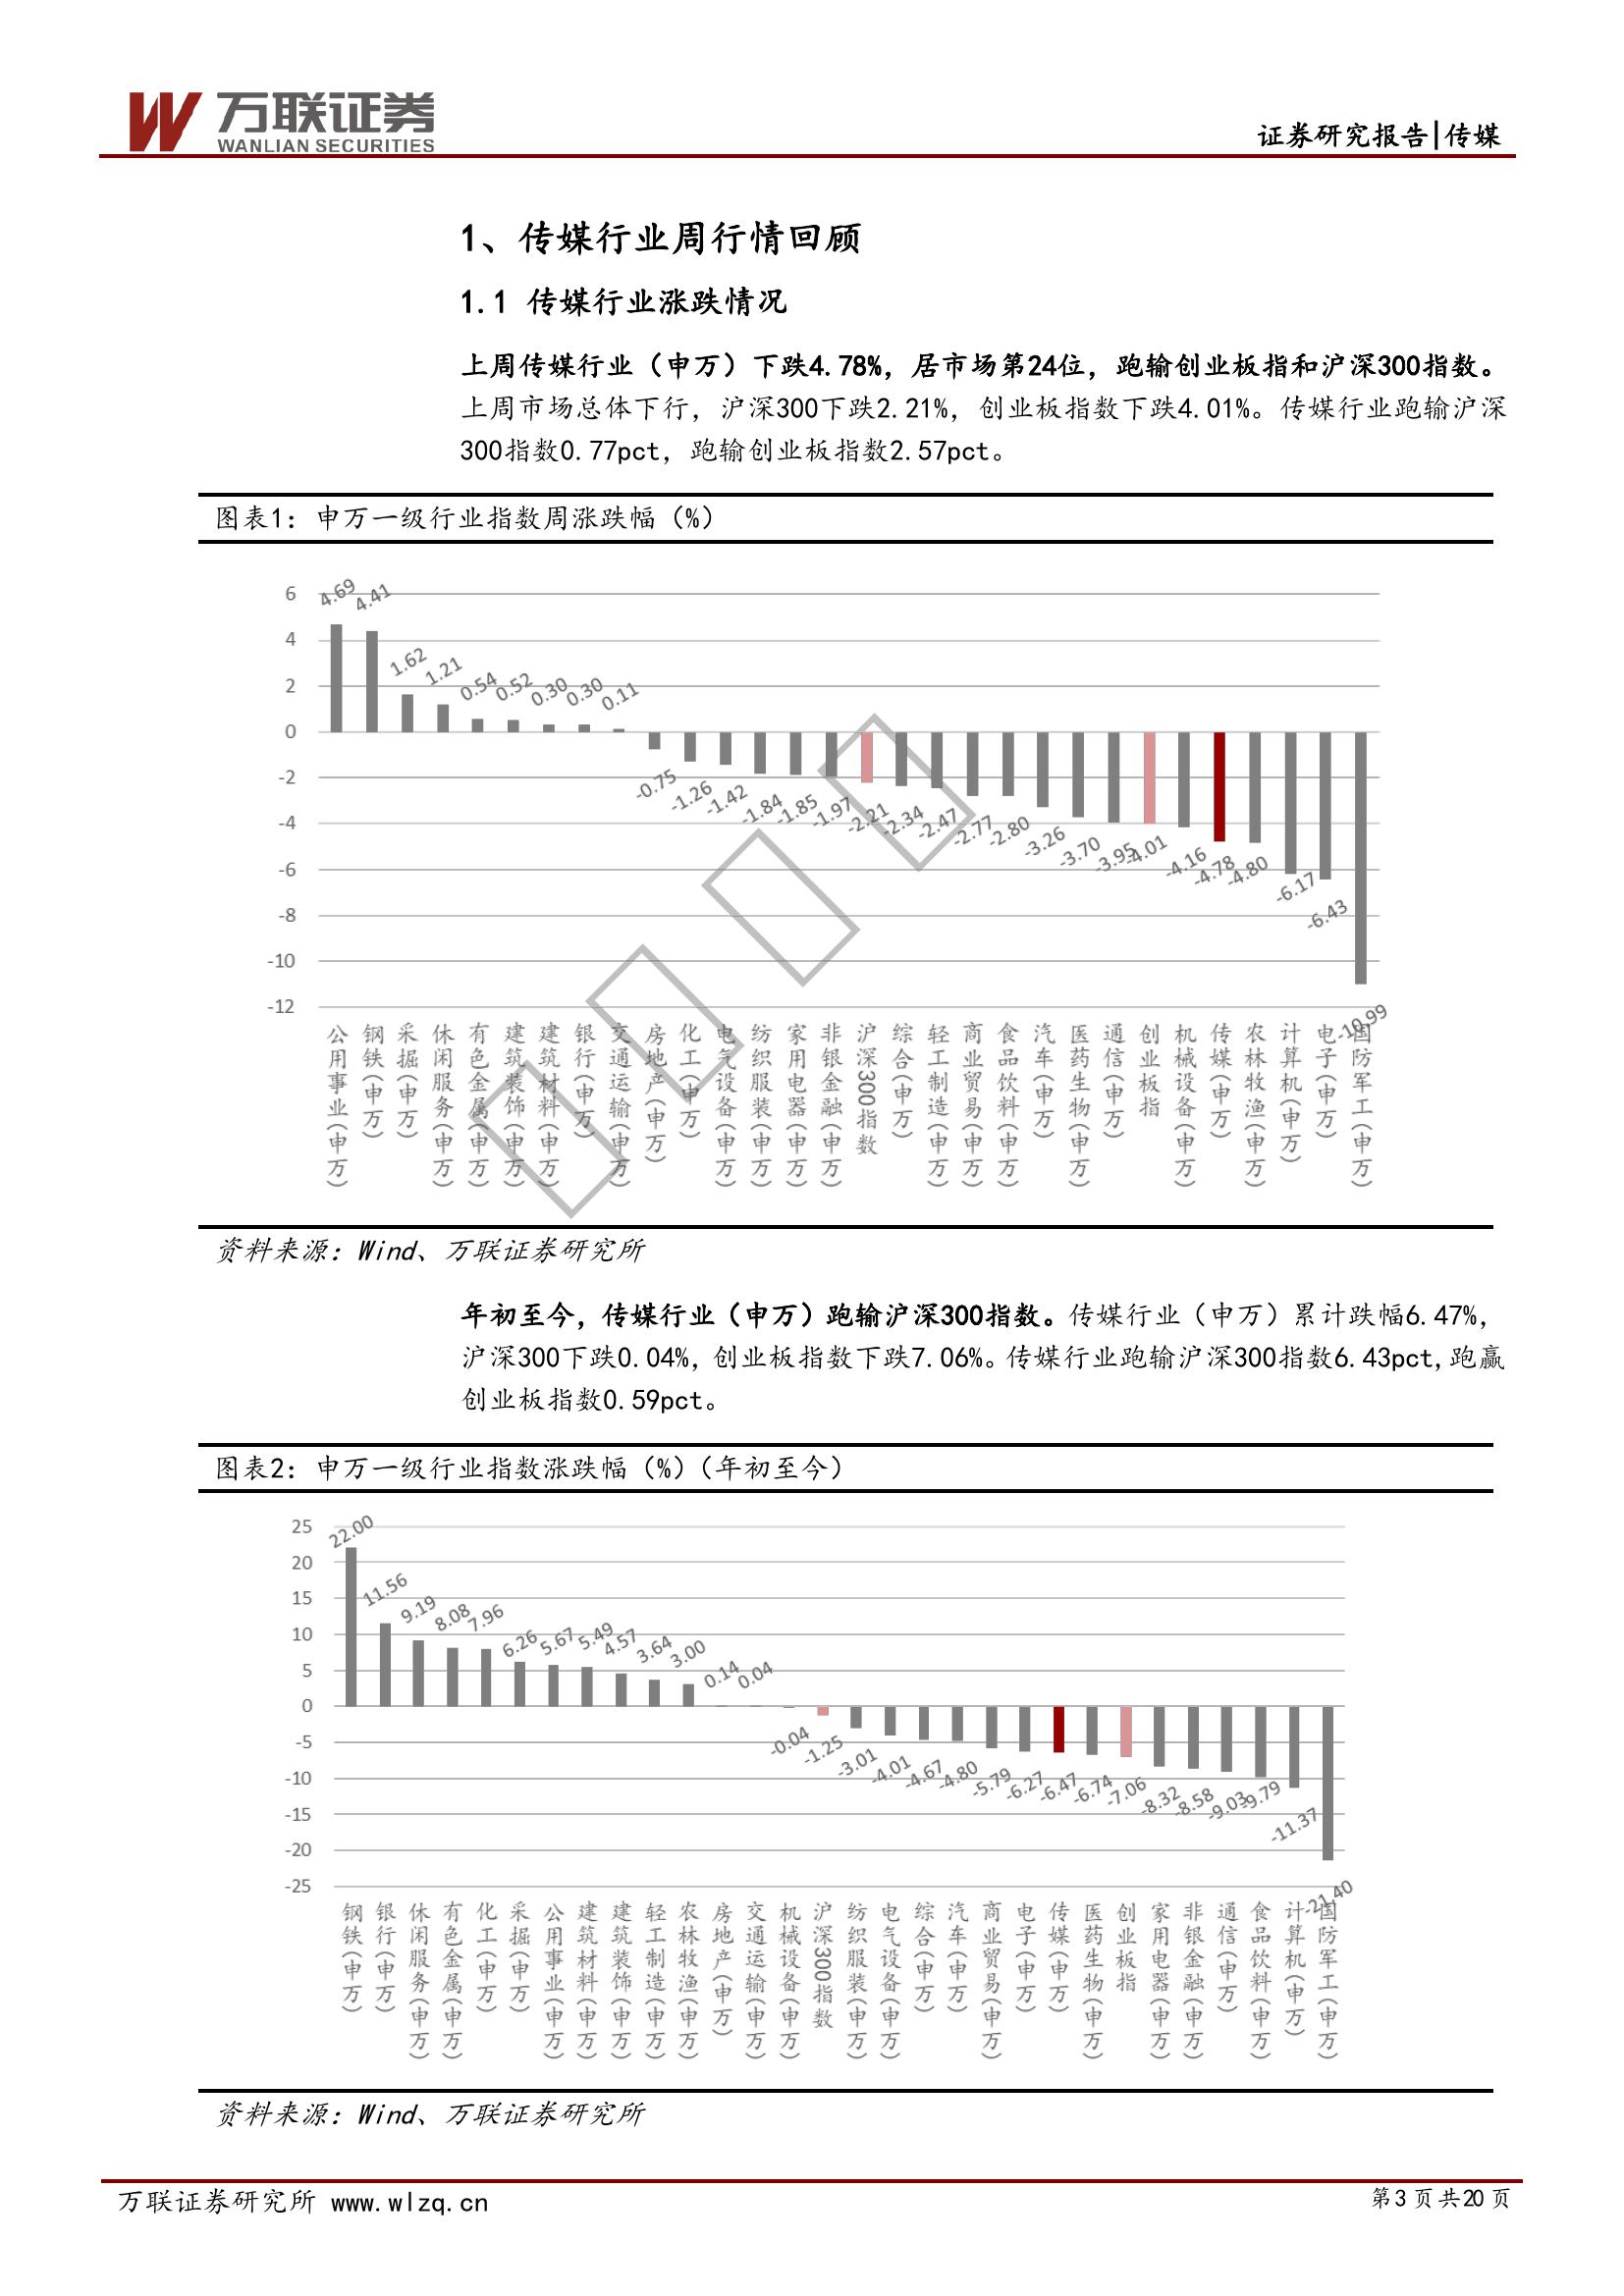 万联证券
WANLIAN SECURITIES
证券研究报告|传媒
1、传媒行业周行情回顾
1.1 传媒行业涨跌情况
上周传媒行业（申万）下跌4.78%，居市场第24位，跑输创业板指和沪深300指数。
上周市场总体下行，沪深300下跌2.21%，创业板指数下跌4.01%。传媒行业跑输沪深
300指数0.77pct，跑输创业板指数2.57pct。
图表1：申万一级行业指数周涨跌幅（%）
6
4
2
0
-2
-4
-6
-8
-10
-12
4.69
4.41
1.62
1.21
0.54
0.52
0.30
0.30
0.11
-0.75
-1.26
-1.42
-1.84
-1.85
-1.97
-2.21
-2.34
-2.47
-2.77
-2.80
-3.26
-3.70
-3.95
-4.01
-4.16
-4.78
-4.80
-6.17
-6.43
-10.99
公用事业(申万)
钢铁(申万)
采掘(申万)
休闲服务(申万)
有色金属(申万)
建筑装饰(申万)
建筑材料(申万)
银行(申万)
交通运输(申万)
房地产(申万)
化工(申万)
电气设备(申万)
纺织服装(申万)
家用电器(申万)
非银金融(申万)
沪深300指数
综合(申万)
轻工制造(申万)
商业贸易(申万)
食品饮料(申万)
汽车(申万)
医药生物(申万)
通信(申万)
创业板指
机械设备(申万)
传媒(申万)
农林牧渔(申万)
计算机(申万)
电子(申万)
国防军工(申万)
资料来源：Wind、万联证券研究所
年初至今，传媒行业（申万）跑输沪深300指数。传媒行业（申万）累计跌幅6.47%，
沪深300下跌0.04%，创业板指数下跌7.06%。传媒行业跑输沪深300指数6.43pct，跑赢
创业板指数0.59pct。
图表2：申万一级行业指数涨跌幅（%）（年初至今）
25
20
15
10
5
0
-5
-10
-15
-20
-25
22.00
11.56
9.19
8.08
7.96
6.26
5.67
5.49
4.57
3.64
3.00
0.14
0.04
-0.04
-1.25
-3.01
-4.01
-4.67
-4.80
-5.79
-6.27
-6.47
-6.74
-7.06
-8.32
-8.58
-9.03
-9.79
-11.37
-21.40
钢铁(申万)
银行(申万)
休闲服务(申万)
有色金属(申万)
化工(申万)
采掘(申万)
公用事业(申万)
建筑材料(申万)
建筑装饰(申万)
轻工制造(申万)
农林牧渔(申万)
房地产(申万)
交通运输(申万)
机械设备(申万)
沪深300指数
纺织服装(申万)
电气设备(申万)
综合(申万)
汽车(申万)
商业贸易(申万)
电子(申万)
传媒(申万)
医药生物(申万)
创业板指
家用电器(申万)
非银金融(申万)
通信(申万)
食品饮料(申万)
计算机(申万)
国防军工(申万)
资料来源：Wind、万联证券研究所
万联证券研究所 www.wlzq.cn
第3页共20页